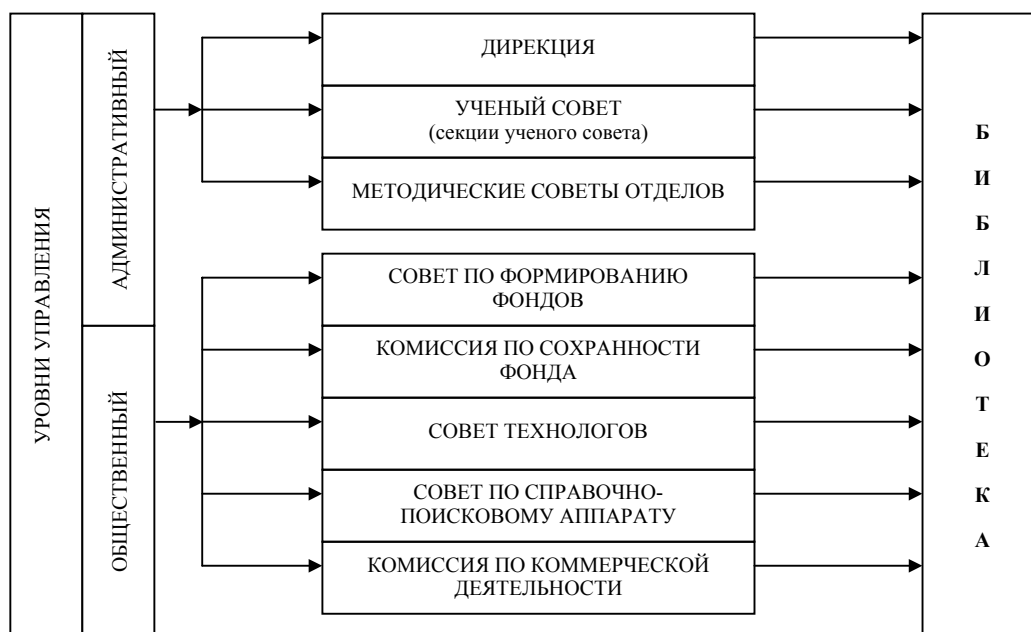 УРОВНИ УПРАВЛЕНИЯ
АДМИНИСТРАТИВНЫЙ
ДИРЕКЦИЯ
УЧЕНЫЙ СОВЕТ
(секции ученого совета)
МЕТОДИЧЕСКИЕ СОВЕТЫ ОТДЕЛОВ
ОБЩЕСТВЕННЫЙ
СОВЕТ ПО ФОРМИРОВАНИЮ
ФОНДОВ
КОМИССИЯ ПО СОХРАННОСТИ
ФОНДА
СОВЕТ ТЕХНОЛОГОВ
СОВЕТ ПО СПРАВОЧНО-
ПОИСКОВОМУ АППАРАТУ
КОМИССИЯ ПО КОММЕРЧЕСКОЙ
ДЕЯТЕЛЬНОСТИ
БИБЛИОТЕКА